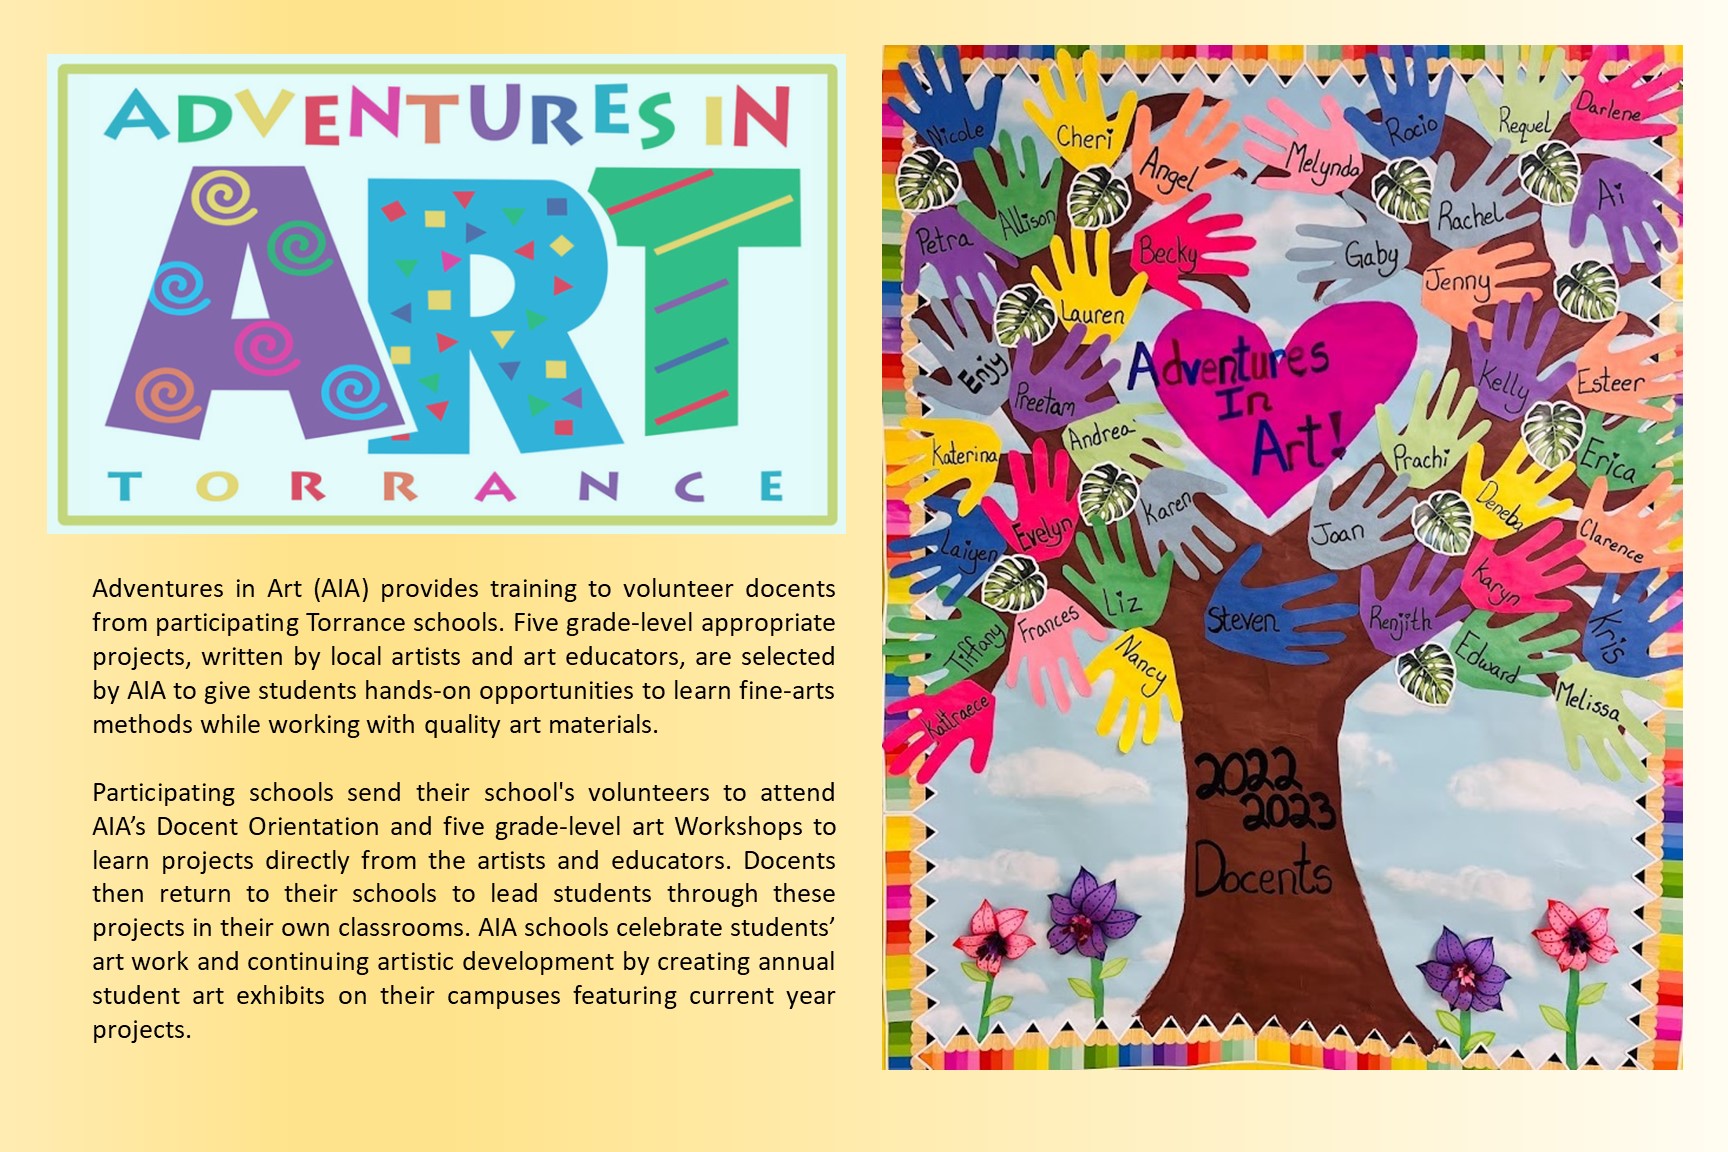 ADVENTURES IN
ART
TORRANCE
Adventures in Art (AIA) provides training to volunteer docents
from participating Torrance schools. Five grade-level appropriate
projects, written by local artists and art educators, are selected
by AIA to give students hands-on opportunities to learn fine-arts
methods while working with quality art materials.
Participating schools send their school's volunteers to attend
AIA’s Docent Orientation and five grade-level art Workshops to
learn projects directly from the artists and educators. Docents
then return to their schools to lead students through these
projects in their own classrooms. AIA schools celebrate students’
art work and continuing artistic development by creating annual
student art exhibits on their campuses featuring current year
projects.
Nicole
Cheri
Angel
Melynda
Rocio
Requel
Darlene
Petra
Allison
Becky
Gaby
Rachel
Ai
Lauren
Jenny
Enjy
Preetam
Adventures
In
Art!
Kelly
Esteer
Katerina
Andrea
Prachi
Erica
Laiyen
Evelyn
Karen
Joan
Deneba
Clarence
Tiffany
Frances
Liz
Steven
Renjith
Karyn
Kris
Kattraece
Nancy
Edward
Melissa
2022
2023
Docents